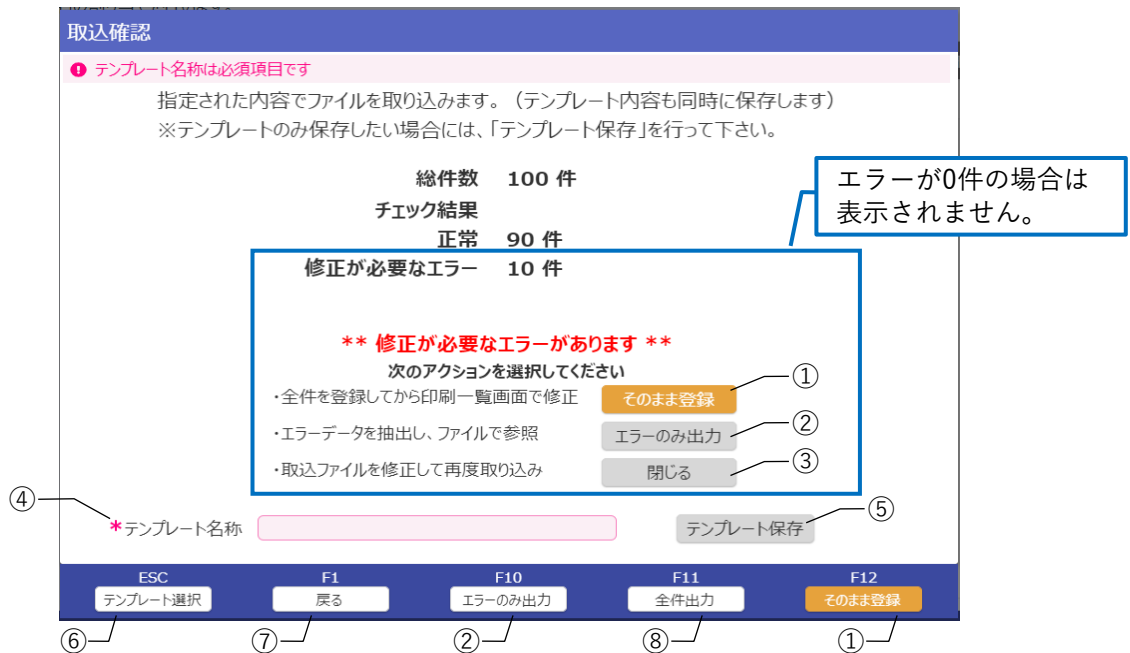 取込確認
テンプレート名称は必須項目です
指定された内容でファイルを取り込みます。（テンプレート内容も同時に保存します）
※テンプレートのみ保存したい場合には、「テンプレート保存」を行って下さい。
総件数 100 件
チェック結果
正常 90 件
修正が必要なエラー 10 件
エラーが0件の場合は
表示されません。
** 修正が必要なエラーがあります **
次のアクションを選択してください
・全件を登録してから印刷一覧画面で修正 そのまま登録 ①
・エラーデータを抽出し、ファイルで参照 エラーのみ出力 ②
・取込ファイルを修正して再度取り込み 閉じる ③
④ *テンプレート名称 テンプレート保存 ⑤
ESC F1 F10 F11 F12
テンプレート選択 戻る エラーのみ出力 全件出力 そのまま登録
⑥ ⑦ ② ⑧ ①